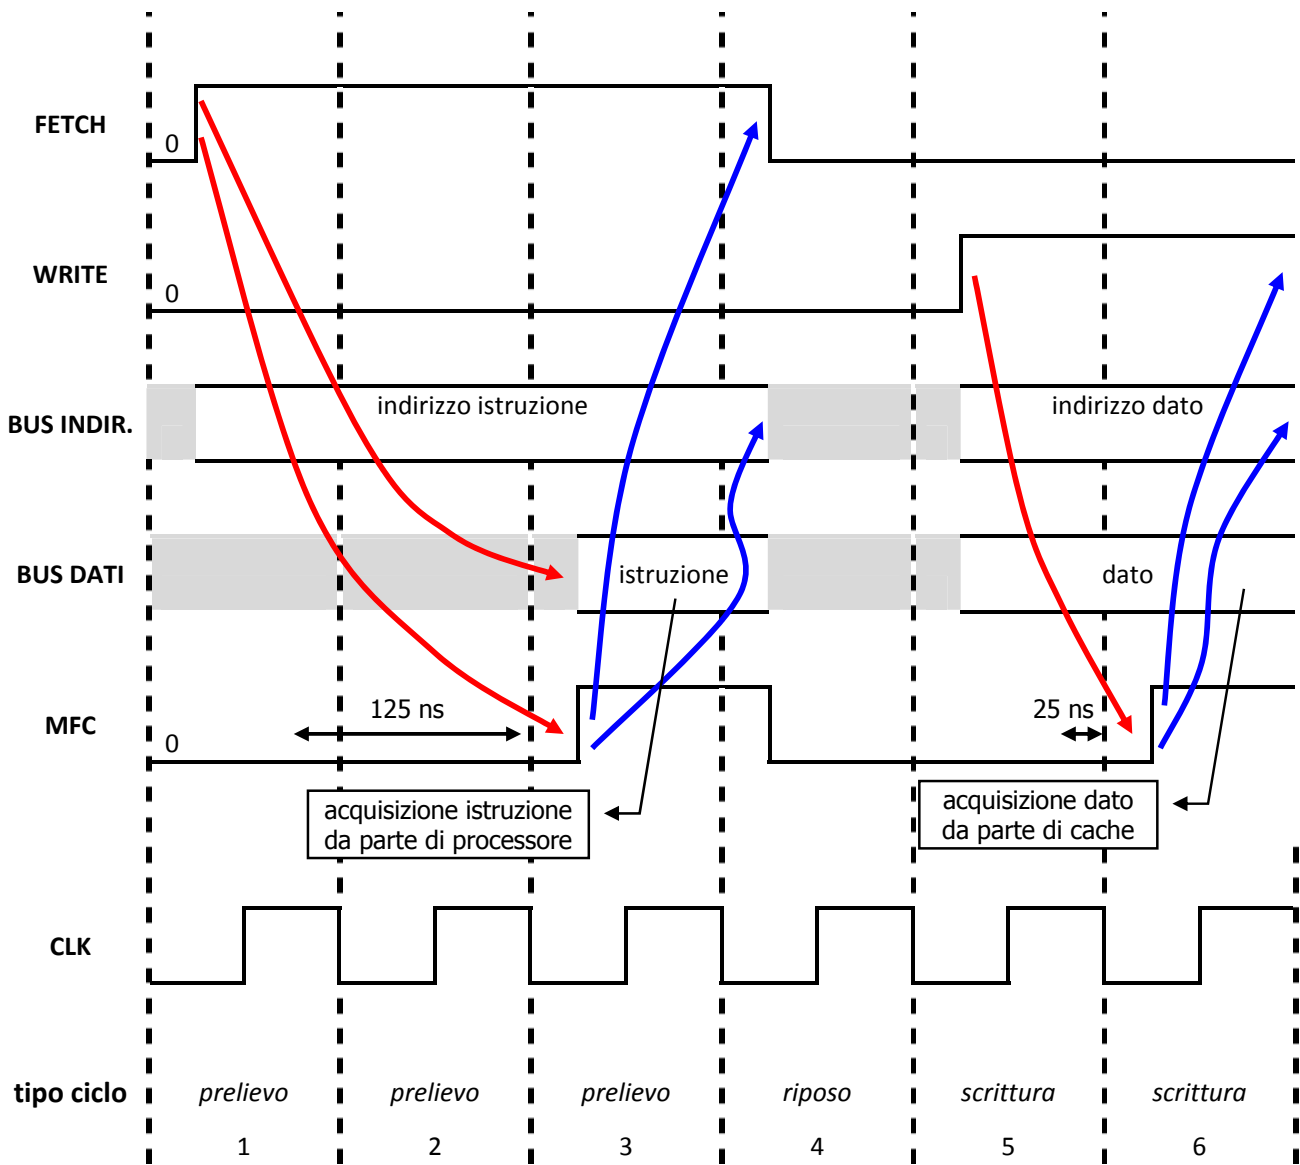 FETCH
0
WRITE
0
BUS INDIR.
indirizzo istruzione
indirizzo dato
BUS DATI
istruzione
dato
MFC
0
125 ns
25 ns
acquisizione istruzione
da parte di processore
acquisizione dato
da parte di cache
CLK
tipo ciclo
prelievo
prelievo
prelievo
riposo
scrittura
scrittura
1
2
3
4
5
6